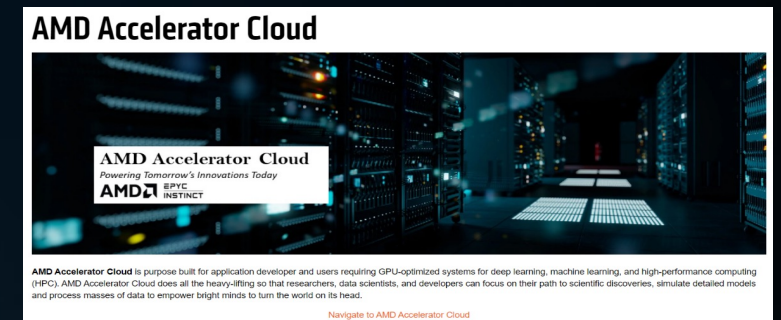 AMD Accelerator Cloud
AMD Accelerator Cloud
Powering Tomorrow's Innovations Today
AMD EPYC
INSTINCT
AMD Accelerator Cloud is purpose built for application developer and users requiring GPU-optimized systems for deep learning, machine learning, and high-performance computing
(HPC). AMD Accelerator Cloud does all the heavy-lifting so that researchers, data scientists, and developers can focus on their path to scientific discoveries, simulate detailed models
and process masses of data to empower bright minds to turn the world on its head.
Navigate to AMD Accelerator Cloud